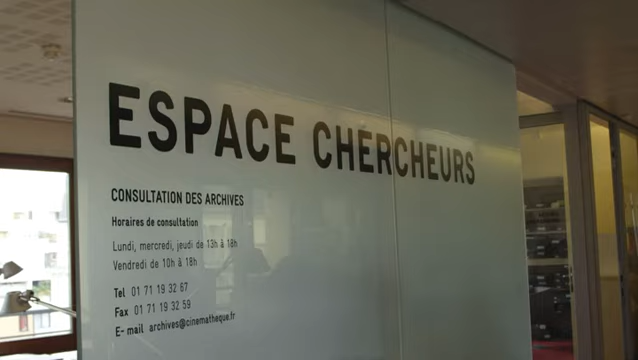 ESPACE CHERCHEURS
CONSULTATION DES ARCHIVES
Horaires de consultation
Lundi, mercredi, jeudi de 13h à 18h
Vendredi de 10h à 18h
Tel 01 71 19 32 67
Fax 01 71 19 32 59
E- mail archives@cinematheque.fr